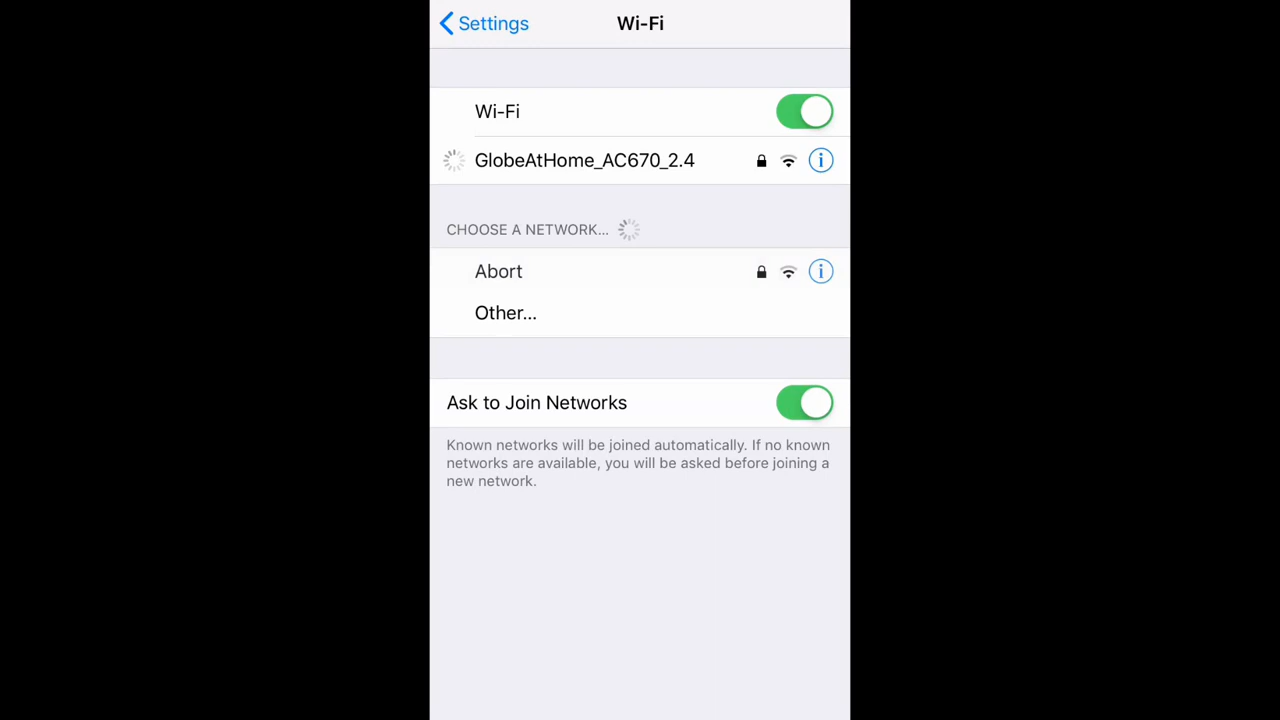 Settings
Wi-Fi
Wi-Fi
GlobeAtHome_AC670_2.4
CHOOSE A NETWORK...
Abort
Other...
Ask to Join Networks
Known networks will be joined automatically. If no known
networks are available, you will be asked before joining a
new network.